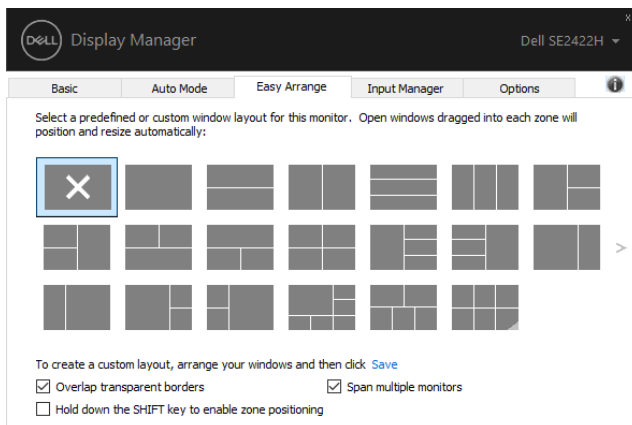 DELL Display Manager
Dell SE2422H
Basic Auto Mode Easy Arrange Input Manager Options
Select a predefined or custom window layout for this monitor. Open windows dragged into each zone will
position and resize automatically:
To create a custom layout, arrange your windows and then click Save
Overlap transparent borders
Span multiple monitors
Hold down the SHIFT key to enable zone positioning